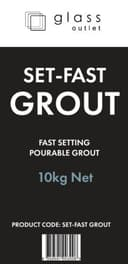 glass
outlet
SET-FAST
GROUT
FAST SETTING
POURABLE GROUT
10kg Net
PRODUCT CODE: SET-FAST GROUT